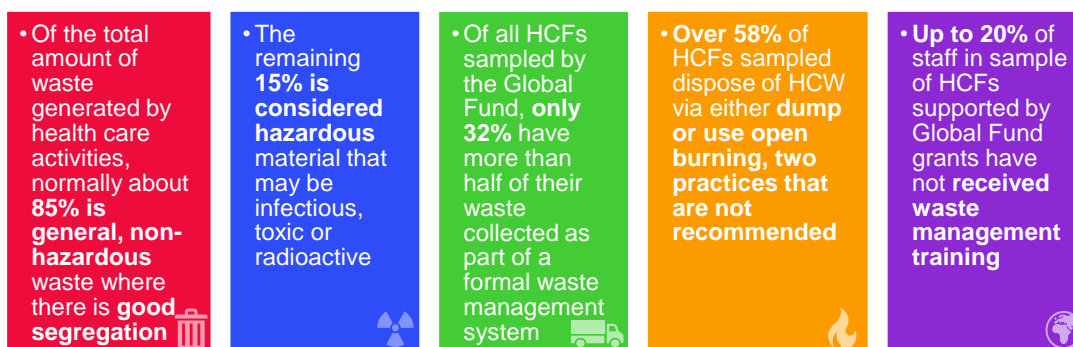 • Of the total
amount of
waste
generated by
health care
activities,
normally about
85% is
general, non-
hazardous
waste where
there is good
segregation
• The
remaining
15% is
considered
hazardous
material that
may be
infectious,
toxic or
radioactive
• Of all HCFs
sampled by
the Global
Fund, only
32% have
more than
half of their
waste
collected as
part of a
formal waste
management
system
• Over 58% of
HCFs sampled
dispose of HCW
via either dump
or use open
burning, two
practices that
are not
recommended
• Up to 20% of
staff in sample
of HCFs
supported by
Global Fund
grants have
not received
waste
management
training